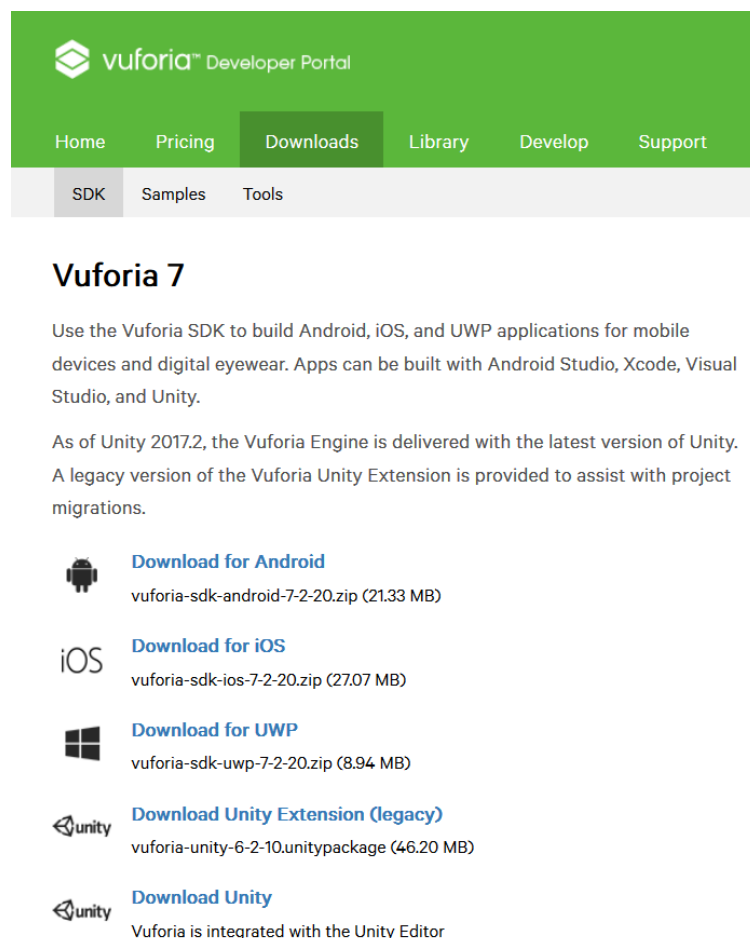 vuforia™ Developer Portal
Home Pricing Downloads Library Develop Support
SDK Samples Tools
Vuforia 7
Use the Vuforia SDK to build Android, iOS, and UWP applications for mobile
devices and digital eyewear. Apps can be built with Android Studio, Xcode, Visual
Studio, and Unity.
As of Unity 2017.2, the Vuforia Engine is delivered with the latest version of Unity.
A legacy version of the Vuforia Unity Extension is provided to assist with project
migrations.
Download for Android
vuforia-sdk-android-7-2-20.zip (21.33 MB)
iOS
Download for iOS
vuforia-sdk-ios-7-2-20.zip (27.07 MB)
Download for UWP
vuforia-sdk-uwp-7-2-20.zip (8.94 MB)
unity
Download Unity Extension (legacy)
vuforia-unity-6-2-10.unitypackage (46.20 MB)
unity
Download Unity
Vuforia is integrated with the Unity Editor